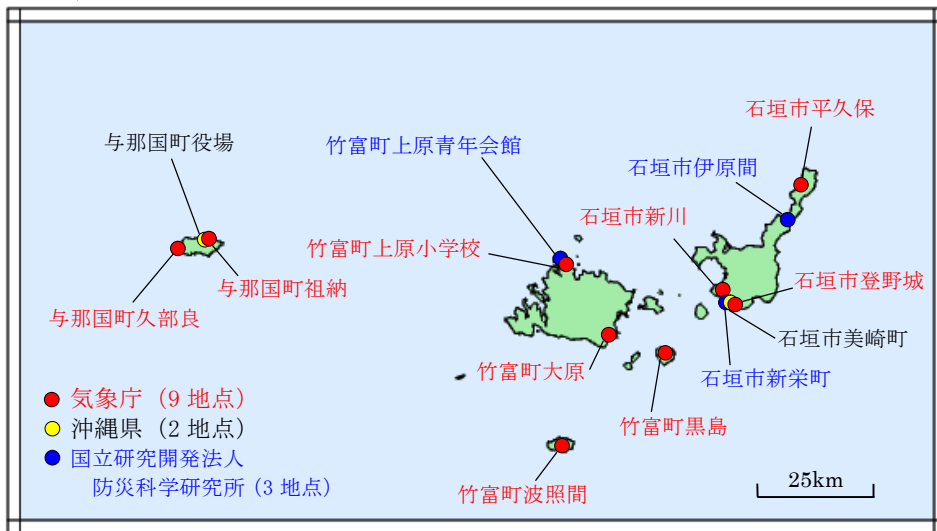 石垣市平久保
与那国町役場
竹富町上原青年会館
石垣市伊原間
石垣市新川
竹富町上原小学校
与那国町祖納
石垣市登野城
与那国町久部良
石垣市美崎町
竹富町大原
石垣市新栄町
気象庁（9 地点）
沖縄県（2 地点）
竹富町黒島
国立研究開発法人
防災科学研究所（3 地点）
25km
竹富町波照間